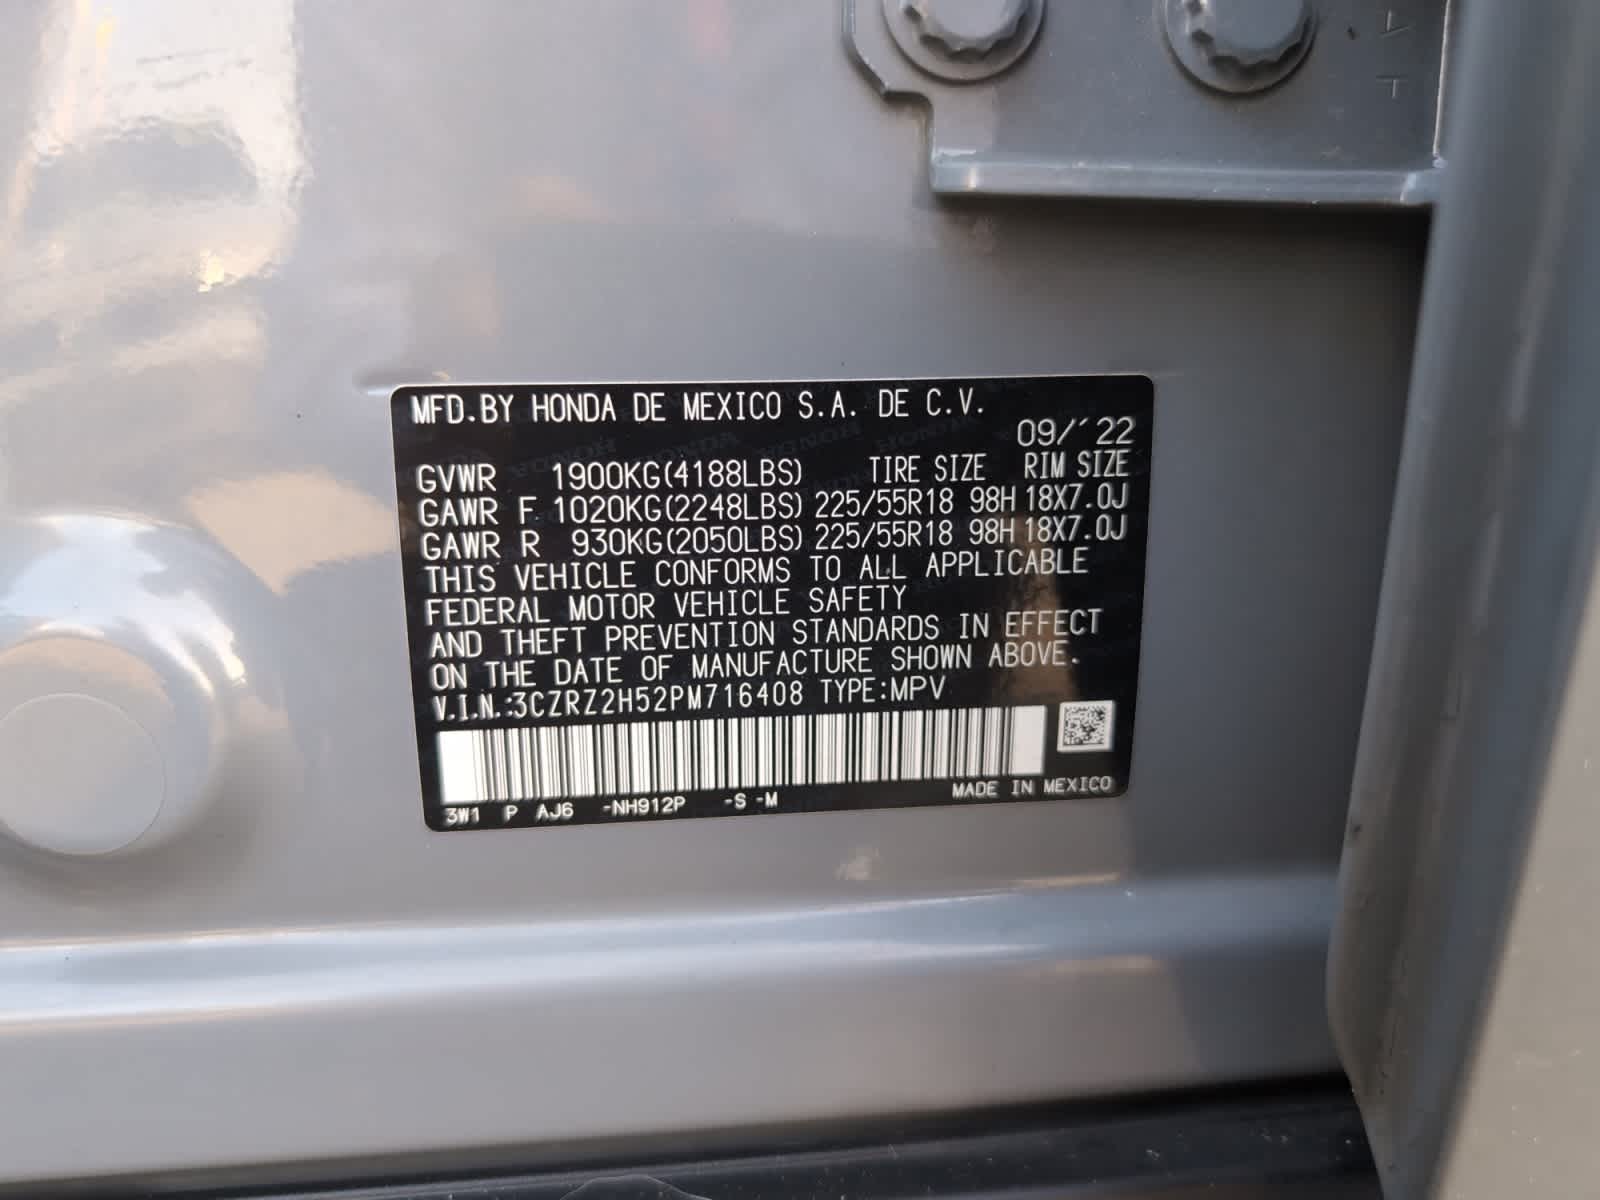 MFD.BY HONDA DE MEXICO S.A. DE C.V.
09/´22
GVWR 1900KG(4188LBS) TIRE SIZE RIM SIZE
GAWR F 1020KG(2248LBS) 225/55R18 98H 18X7.0J
GAWR R 930KG(2050LBS) 225/55R18 98H 18X7.0J
THIS VEHICLE CONFORMS TO ALL APPLICABLE
FEDERAL MOTOR VEHICLE SAFETY
AND THEFT PREVENTION STANDARDS IN EFFECT
ON THE DATE OF MANUFACTURE SHOWN ABOVE.
V.I.N.:3CZRZ2H52PM716408 TYPE:MPV
3W1 P AJ6 -NH912P -S -M MADE IN MEXICO